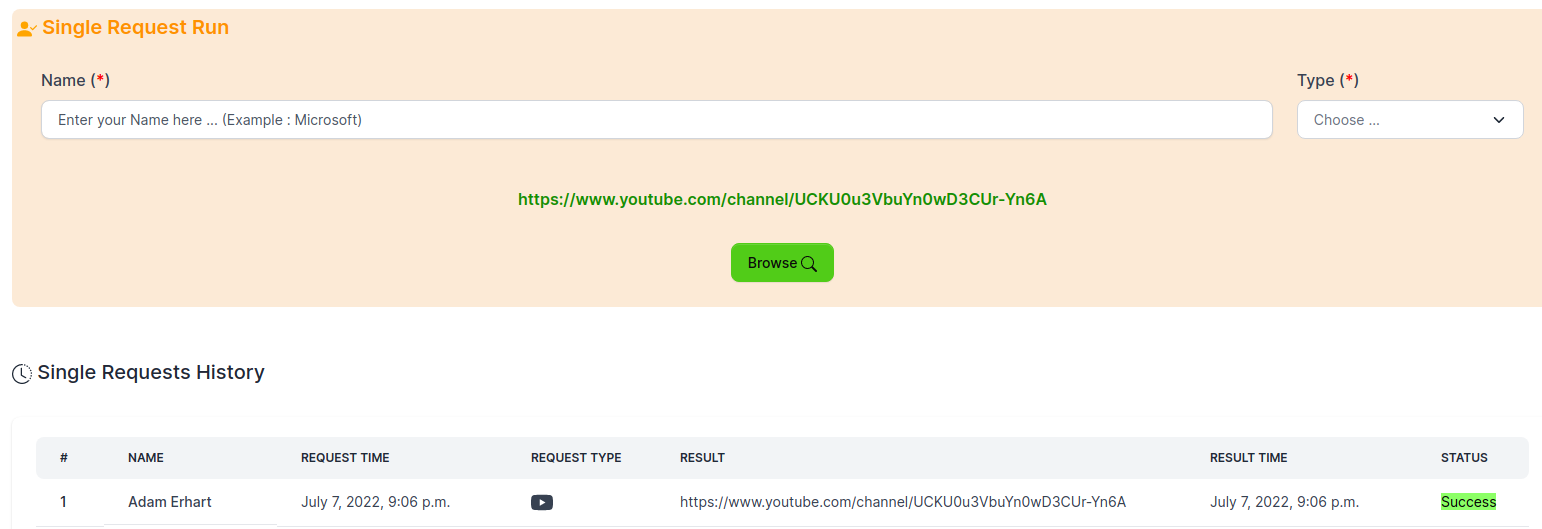 Single Request Run
Name (*) Type (*)
Enter your Name here ... (Example : Microsoft) Choose ...
https://www.youtube.com/channel/UCKU0u3VbuYn0wD3CUr-Yn6A
Browse
Single Requests History
# NAME REQUEST TIME REQUEST TYPE RESULT RESULT TIME STATUS
1 Adam Erhart July 7, 2022, 9:06 p.m. https://www.youtube.com/channel/UCKU0u3VbuYn0wD3CUr-Yn6A July 7, 2022, 9:06 p.m. Success